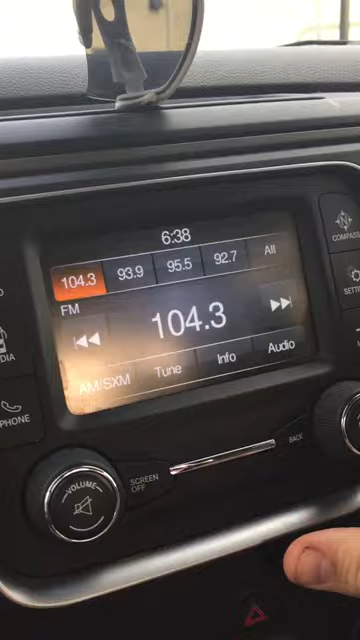 6:38
104.3 93.9 95.5 92.7 All
FM
104.3
AM/SXM Tune Info Audio
COMPASS
PHONE
VOLUME
SCREEN OFF
BACK